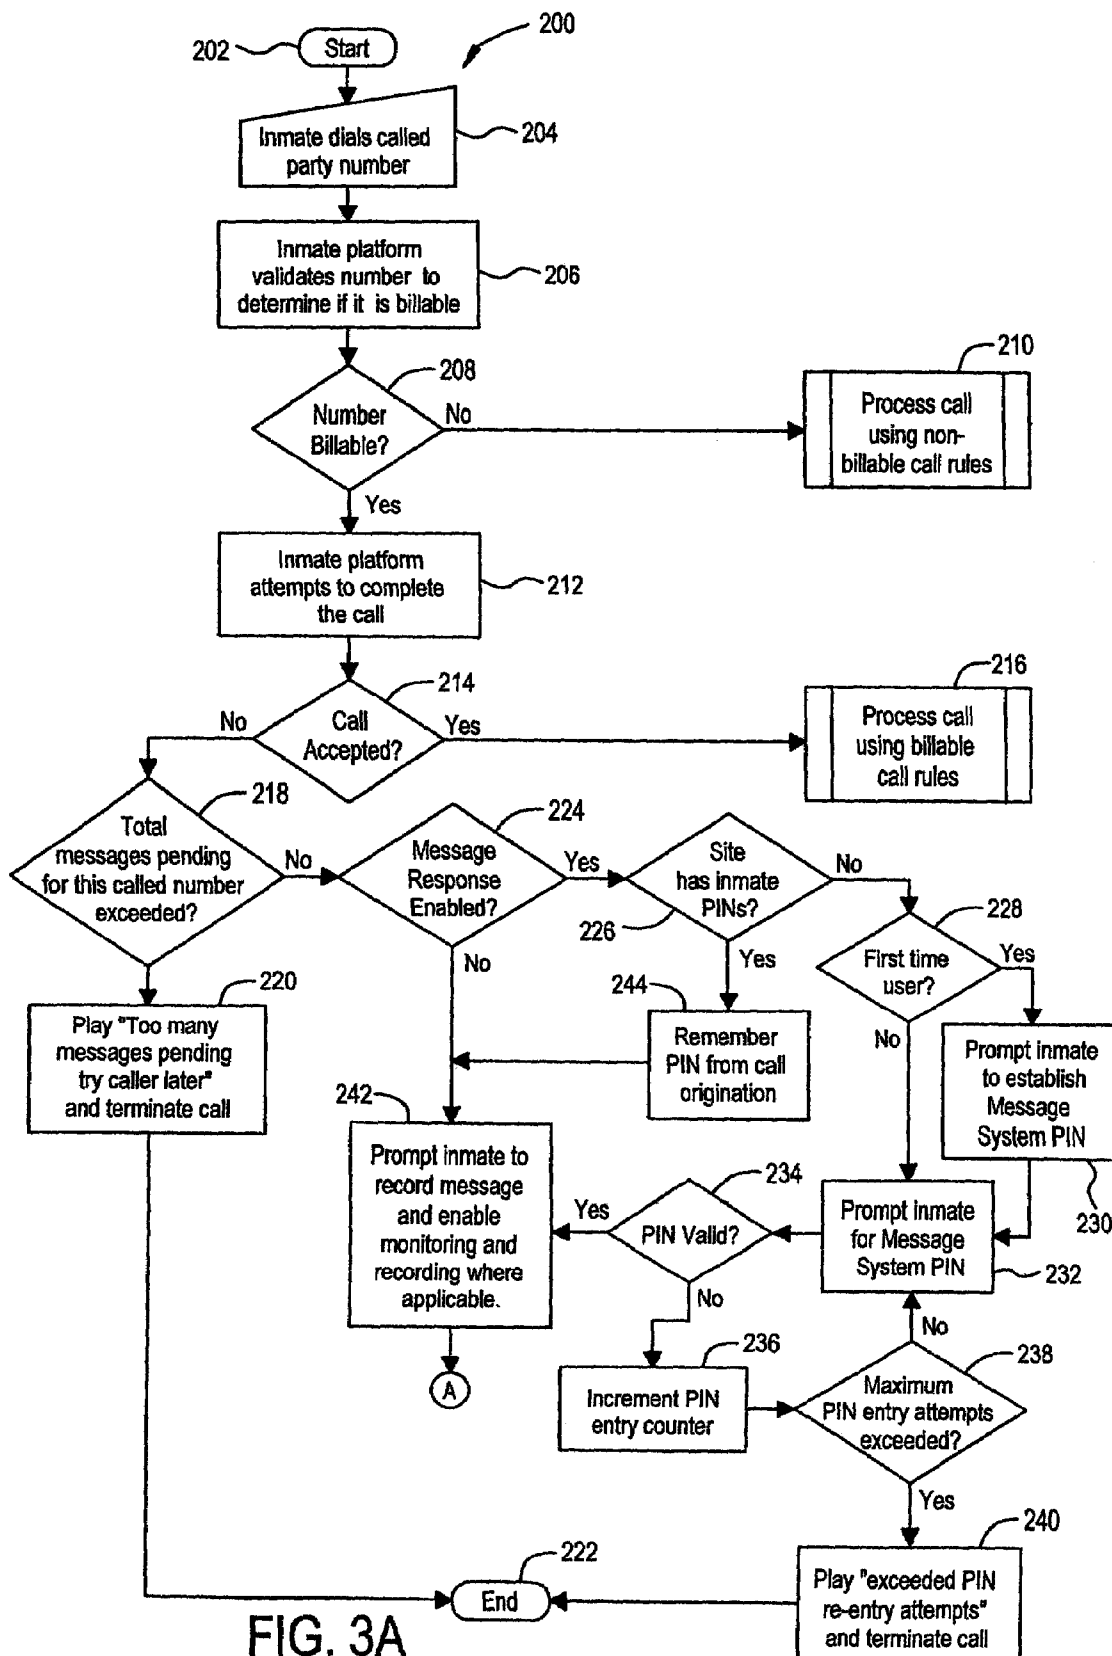 200
202
Start
Inmate dials called
party number
204
Inmate platform
validates number to
determine if it is billable
206
208
Number
Billable?
No
Yes
210
Process call
using non-
billable call rules
Inmate platform
attempts to complete
the call
212
214
Call
Accepted?
No
Yes
216
Process call
using billable
call rules
218
Total
messages pending
for this called number
exceeded?
No
224
Message
Response
Enabled?
Yes
No
Site
has inmate
PINs?
226
No
Yes
228
First time
user?
Yes
No
220
Play "Too many
messages pending
try caller later"
and terminate call
244
Remember
PIN from call
origination
Prompt inmate
to establish
Message
System PIN
230
242
Prompt inmate to
record message
and enable
monitoring and
recording where
applicable.
234
PIN Valid?
Yes
No
Prompt inmate
for Message
System PIN
232
A
236
Increment PIN
entry counter
238
Maximum
PIN entry attempts
exceeded?
No
Yes
240
Play "exceeded PIN
re-entry attempts"
and terminate call
222
End
FIG. 3A